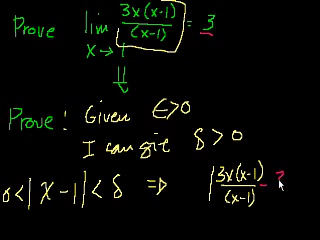 Prove lim x→1 3x(x-1)/(x-1) = 3
⇓
Prove: Given ε>0
I can give δ>0
0<|x-1|<δ ⇒ |3x(x-1)/(x-1) - 3